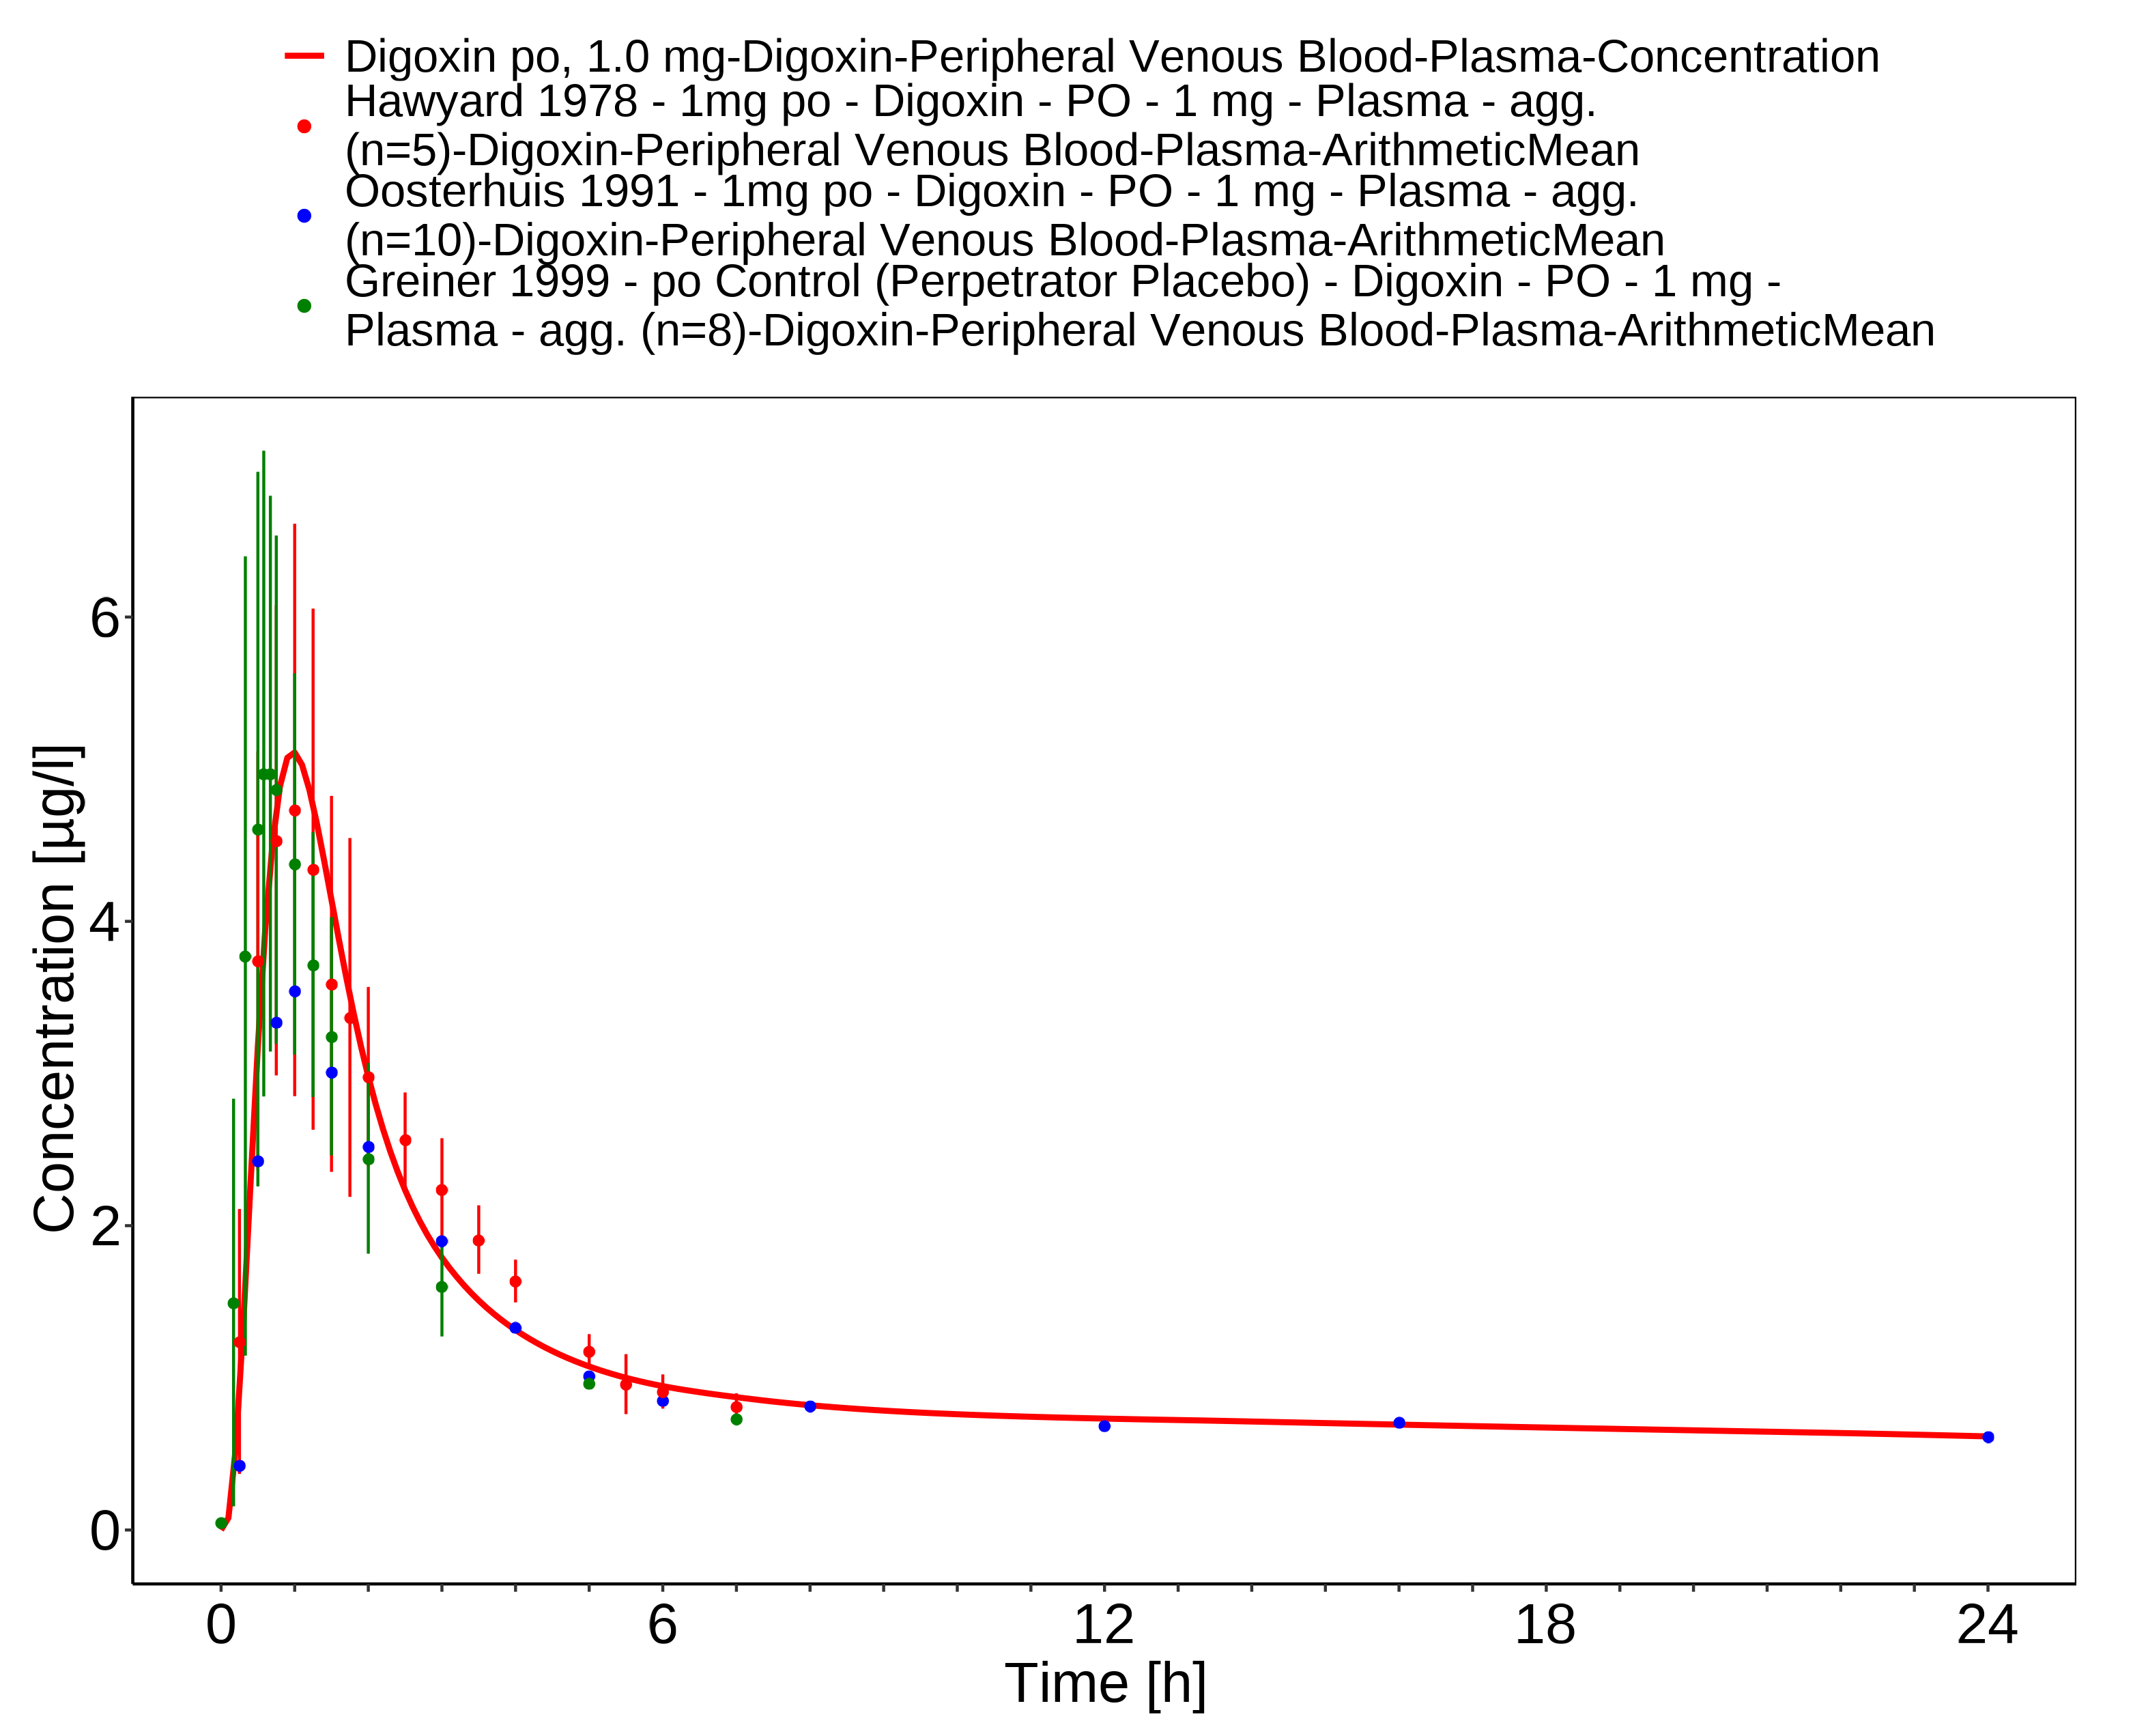 Digoxin po, 1.0 mg-Digoxin-Peripheral Venous Blood-Plasma-Concentration
Hawyard 1978 - 1mg po - Digoxin - PO - 1 mg - Plasma - agg.
(n=5)-Digoxin-Peripheral Venous Blood-Plasma-ArithmeticMean
Oosterhuis 1991 - 1mg po - Digoxin - PO - 1 mg - Plasma - agg.
(n=10)-Digoxin-Peripheral Venous Blood-Plasma-ArithmeticMean
Greiner 1999 - po Control (Perpetrator Placebo) - Digoxin - PO - 1 mg -
Plasma - agg. (n=8)-Digoxin-Peripheral Venous Blood-Plasma-ArithmeticMean
Concentration [µg/l]
6
4
2
0
0 6 12 18 24
Time [h]